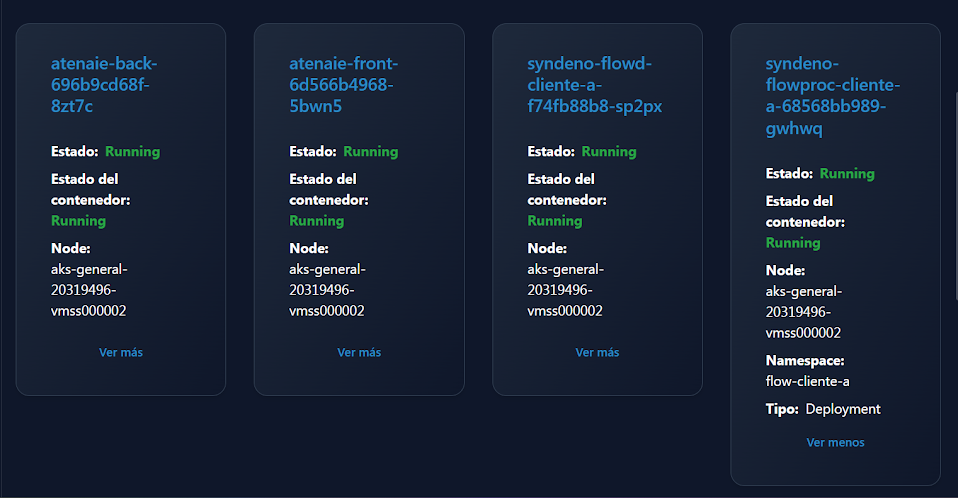 atenaie-back-
696b9cd68f-
8zt7c
Estado: Running
Estado del
contenedor:
Running
Node:
aks-general-
20319496-
vmss000002
Ver más
atenaie-front-
6d566b4968-
5bwn5
Estado: Running
Estado del
contenedor:
Running
Node:
aks-general-
20319496-
vmss000002
Ver más
syndeno-flowd-
cliente-a-
f74fb88b8-sp2px
Estado: Running
Estado del
contenedor:
Running
Node:
aks-general-
20319496-
vmss000002
Ver más
syndeno-
flowproc-cliente-
a-68568bb989-
gwhwq
Estado: Running
Estado del
contenedor:
Running
Node:
aks-general-
20319496-
vmss000002
Namespace:
flow-cliente-a
Tipo: Deployment
Ver menos